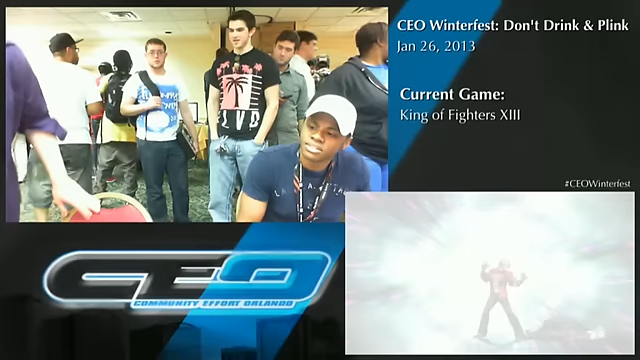 CEO Winterfest: Don't Drink & Plink
Jan 26, 2013
Current Game:
King of Fighters XIII
#CEOWinterfest
CEO
COMMUNITY EFFORT ORLANDO